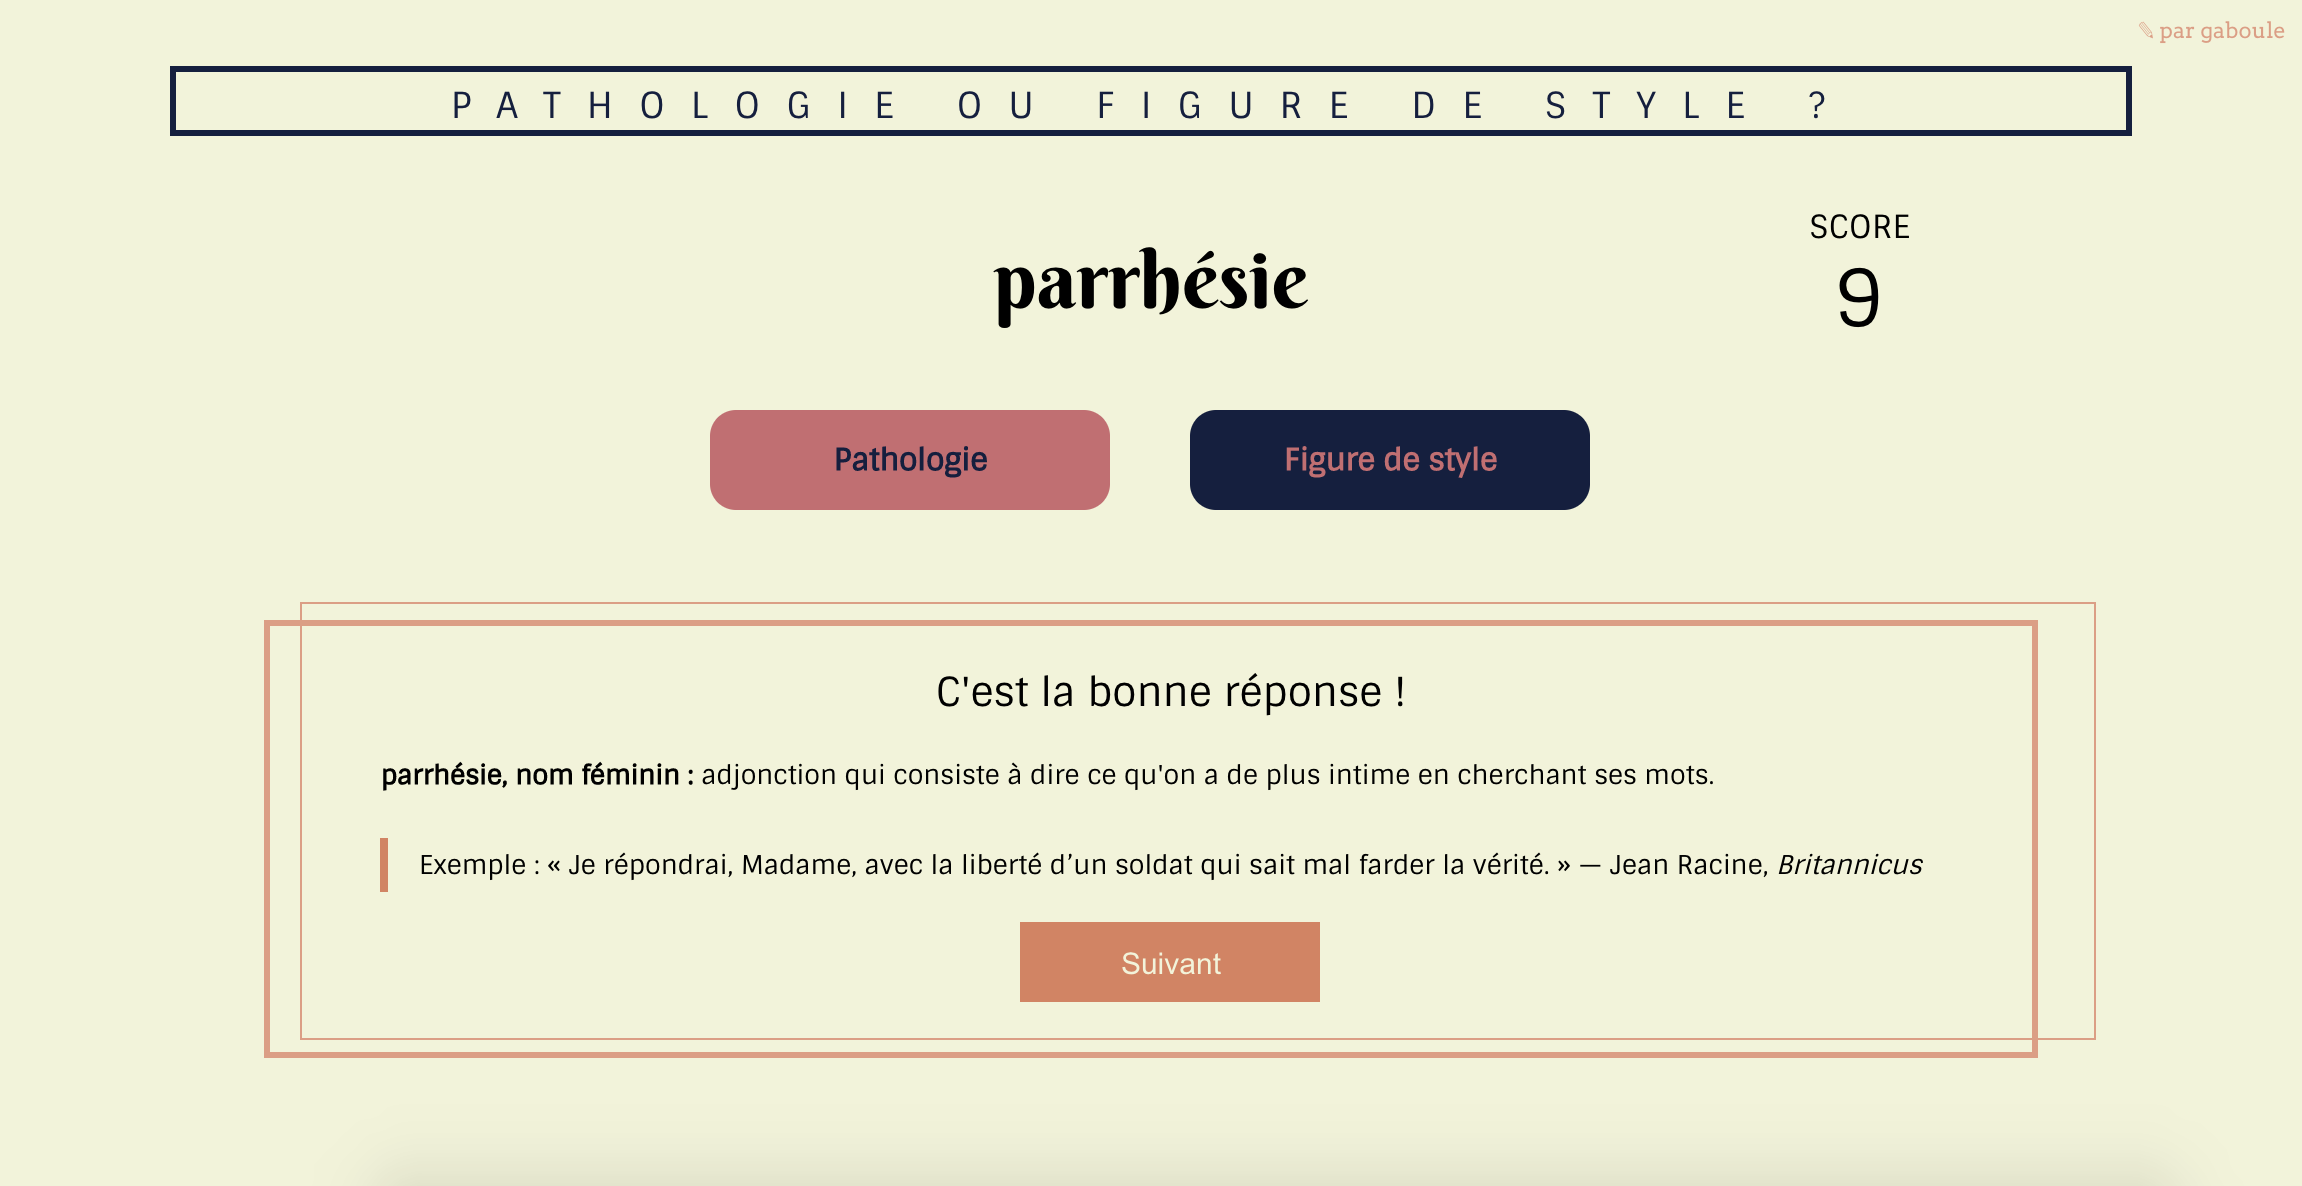 ✎ par gaboule
PATHOLOGIE OU FIGURE DE STYLE ?
SCORE
parrhésie
9
Pathologie
Figure de style
C'est la bonne réponse !
parrhésie, nom féminin : adjonction qui consiste à dire ce qu'on a de plus intime en cherchant ses mots.
Exemple : « Je répondrai, Madame, avec la liberté d’un soldat qui sait mal farder la vérité. » — Jean Racine, Britannicus
Suivant